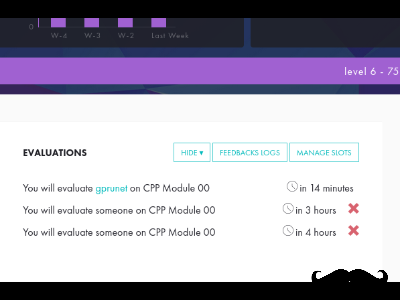 0
W-4 W-3 W-2 Last Week
level 6 - 75
EVALUATIONS HIDE ▾ FEEDBACKS LOGS MANAGE SLOTS
You will evaluate gprunet on CPP Module 00 in 14 minutes
You will evaluate someone on CPP Module 00 in 3 hours
You will evaluate someone on CPP Module 00 in 4 hours